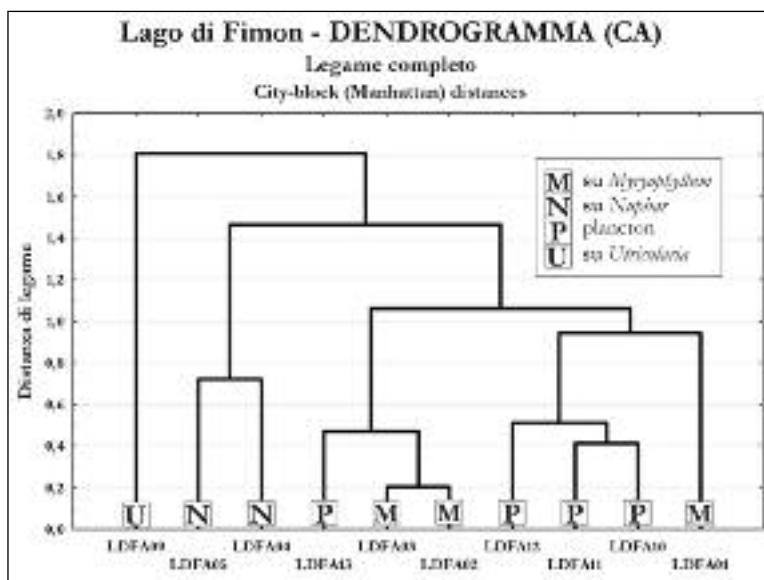 Lago di Fimon - DENDROGRAMMA (CA)
Legame completo
City-block (Manhattan) distances
Distanza di legame
2,0
1,8
1,6
1,4
1,2
1,0
0,8
0,6
0,4
0,2
0,0
M su Myryophyllum
N su Nuphar
P plancton
U su Utricularia
U N N P M M P P P M
LDFA09 LDFA04 LDFA03 LDFA12 LDFA10
LDFA05 LDFA13 LDFA02 LDFA11 LDFA01